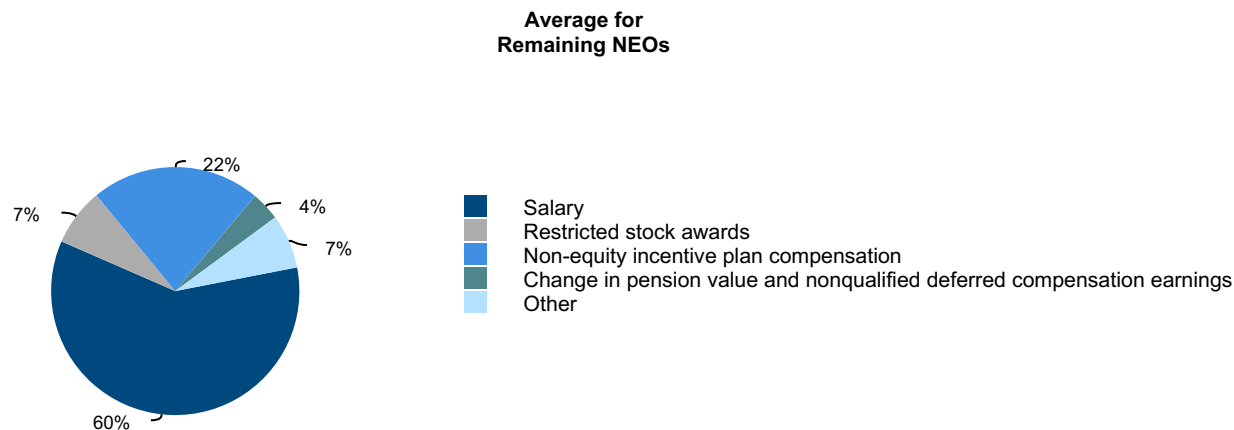 Average for
Remaining NEOs
22%
7%
4%
7%
60%
Salary
Restricted stock awards
Non-equity incentive plan compensation
Change in pension value and nonqualified deferred compensation earnings
Other